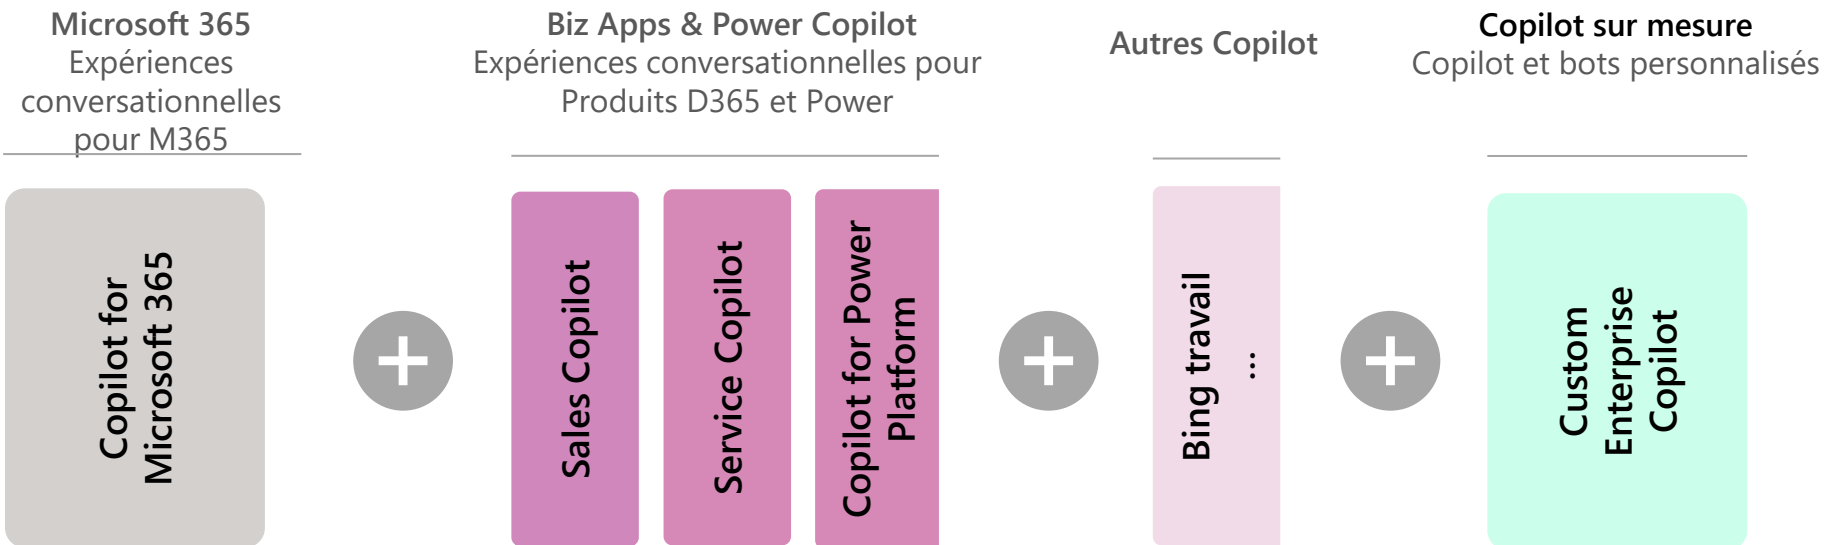 Microsoft 365
Expériences
conversationnelles
pour M365
Biz Apps & Power Copilot
Expériences conversationnelles pour
Produits D365 et Power
Autres Copilot
Copilot sur mesure
Copilot et bots personnalisés
Copilot for
Microsoft 365
Sales Copilot
Service Copilot
Copilot for Power
Platform
Bing travail
...
Custom
Enterprise
Copilot